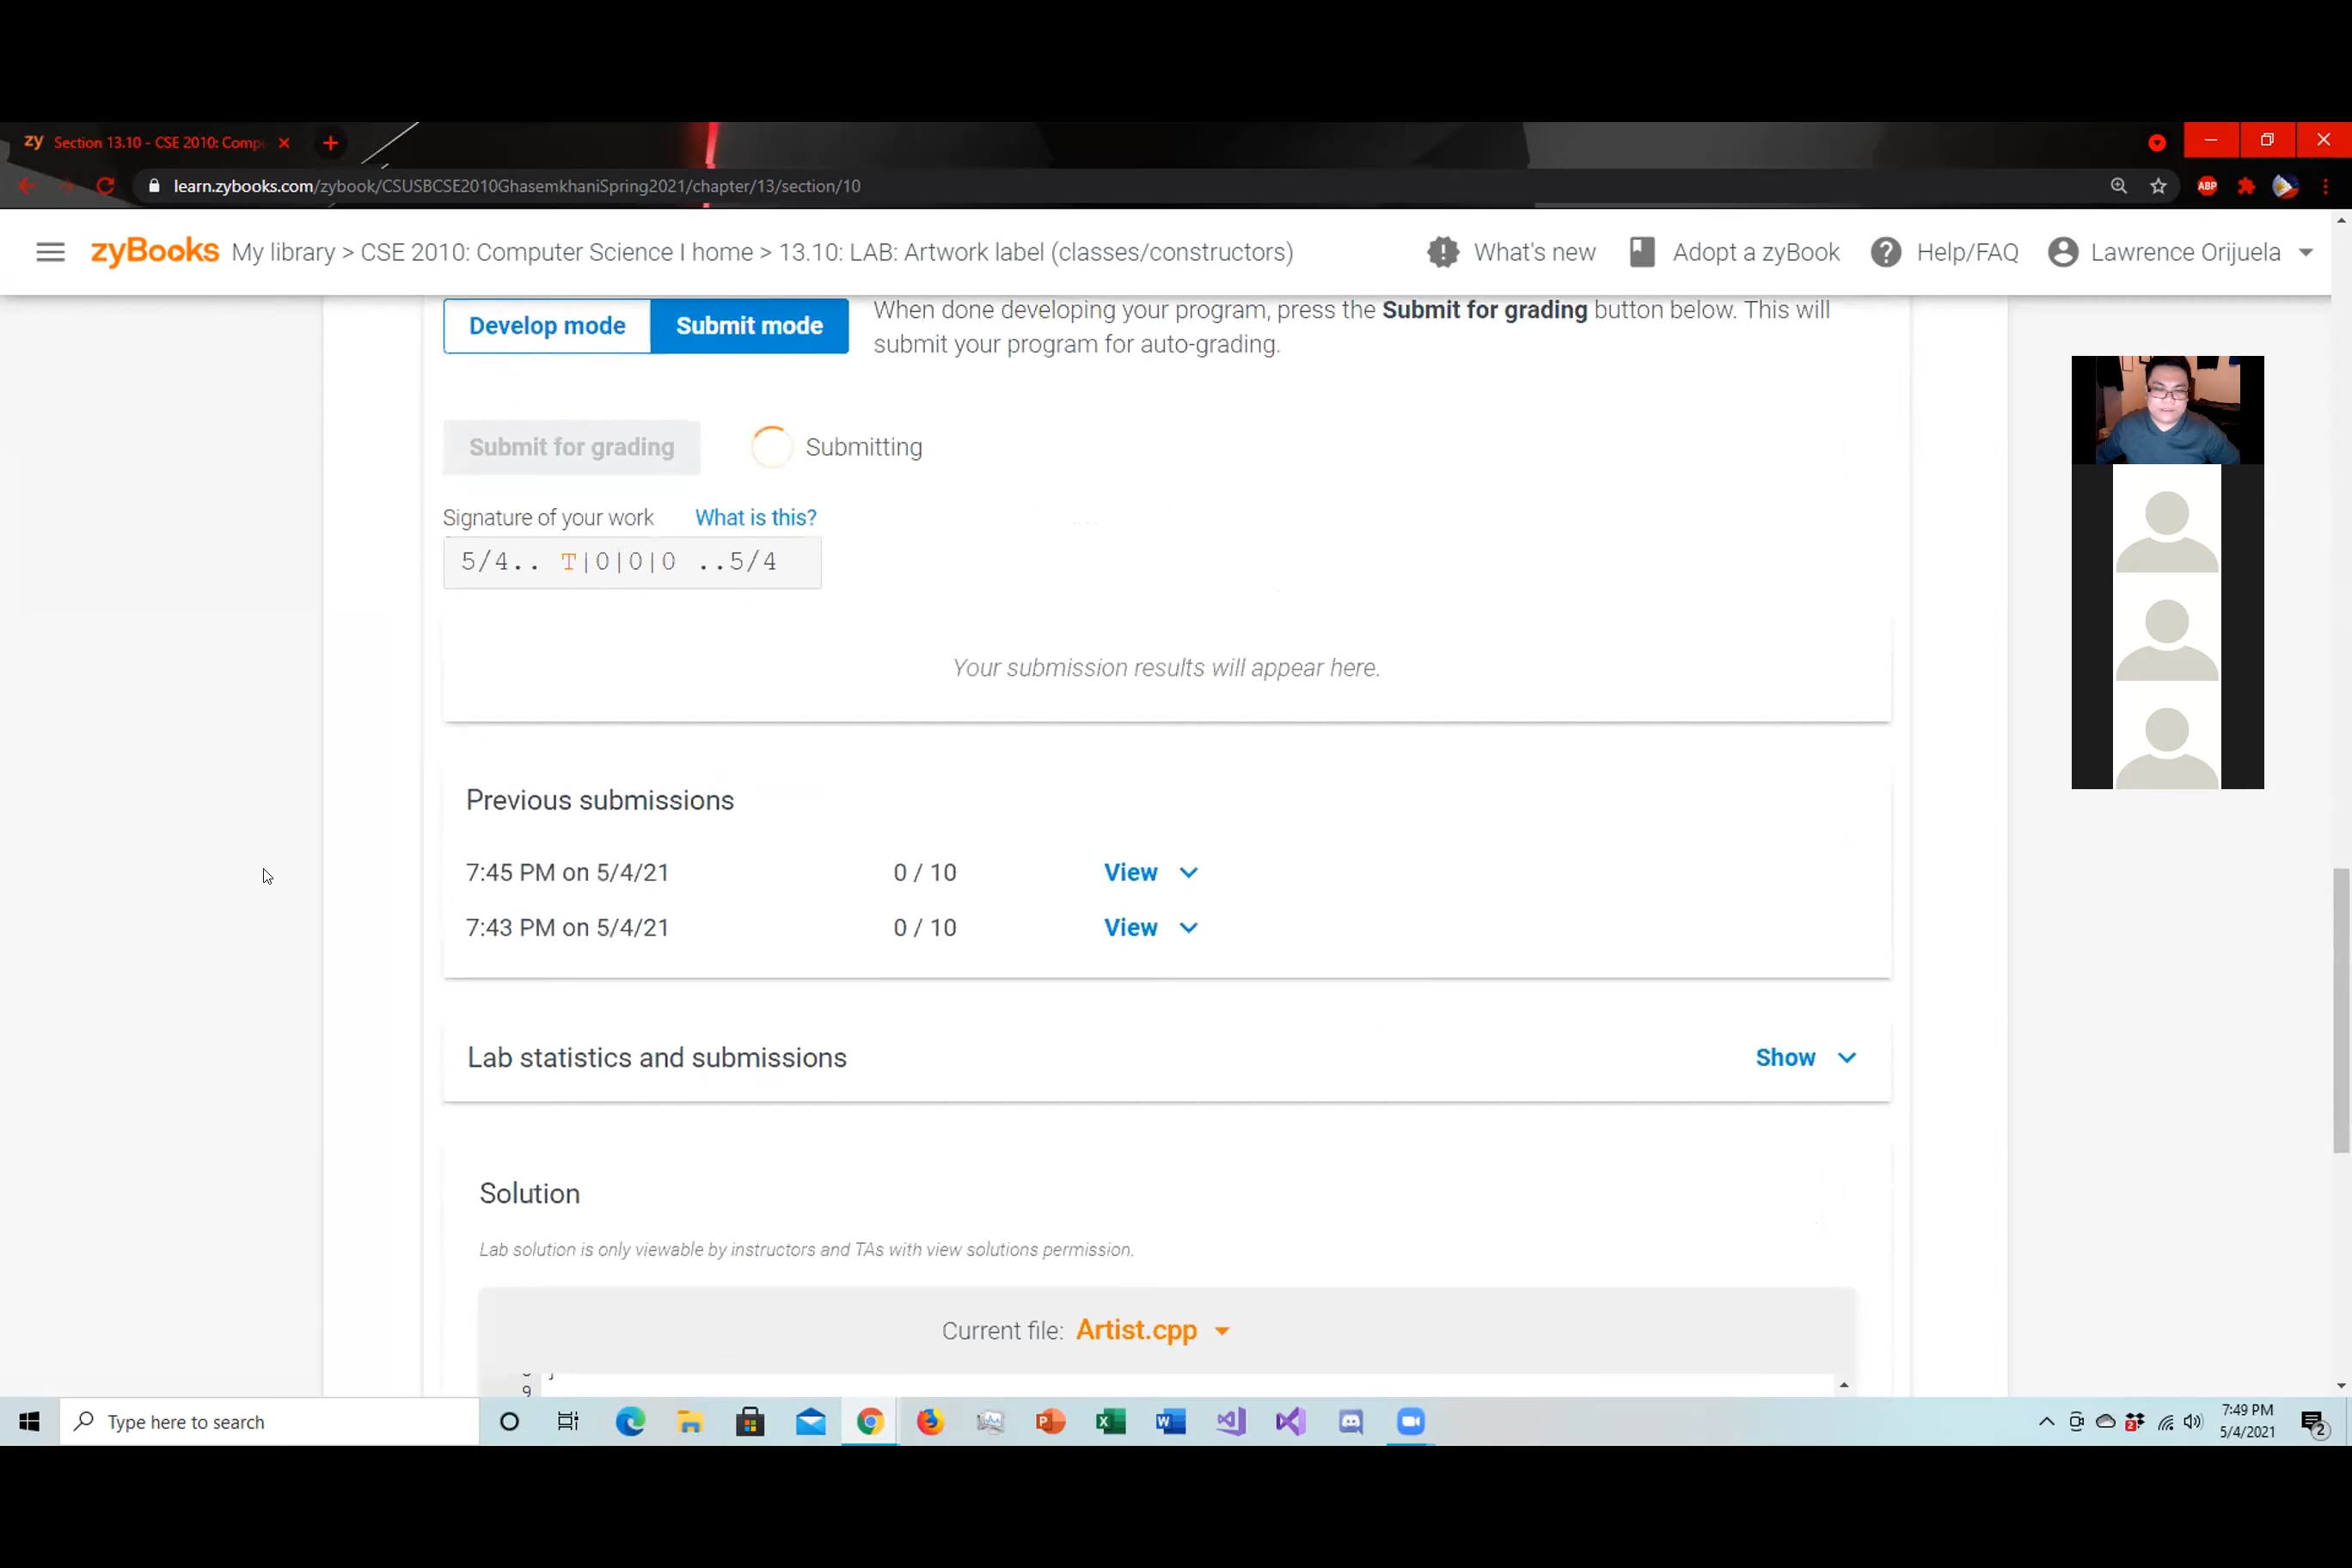 zy Section 13.10 - CSE 2010: Comp
learn.zybooks.com/zybook/CSUSBCSE2010GhasemkhaniSpring2021/chapter/13/section/10
ABP
zyBooks My library > CSE 2010: Computer Science I home > 13.10: LAB: Artwork label (classes/constructors)
What's new
Adopt a zyBook
Help/FAQ
Lawrence Orijuela
Develop mode
Submit mode
When done developing your program, press the Submit for grading button below. This will
submit your program for auto-grading.
Submit for grading
Submitting
Signature of your work What is this?
5/4.. T|0|0|0 ..5/4
Your submission results will appear here.
Previous submissions
7:45 PM on 5/4/21 0 / 10 View
7:43 PM on 5/4/21 0 / 10 View
Lab statistics and submissions Show
Solution
Lab solution is only viewable by instructors and TAs with view solutions permission.
Current file: Artist.cpp
9
Type here to search
7:49 PM
5/4/2021
2